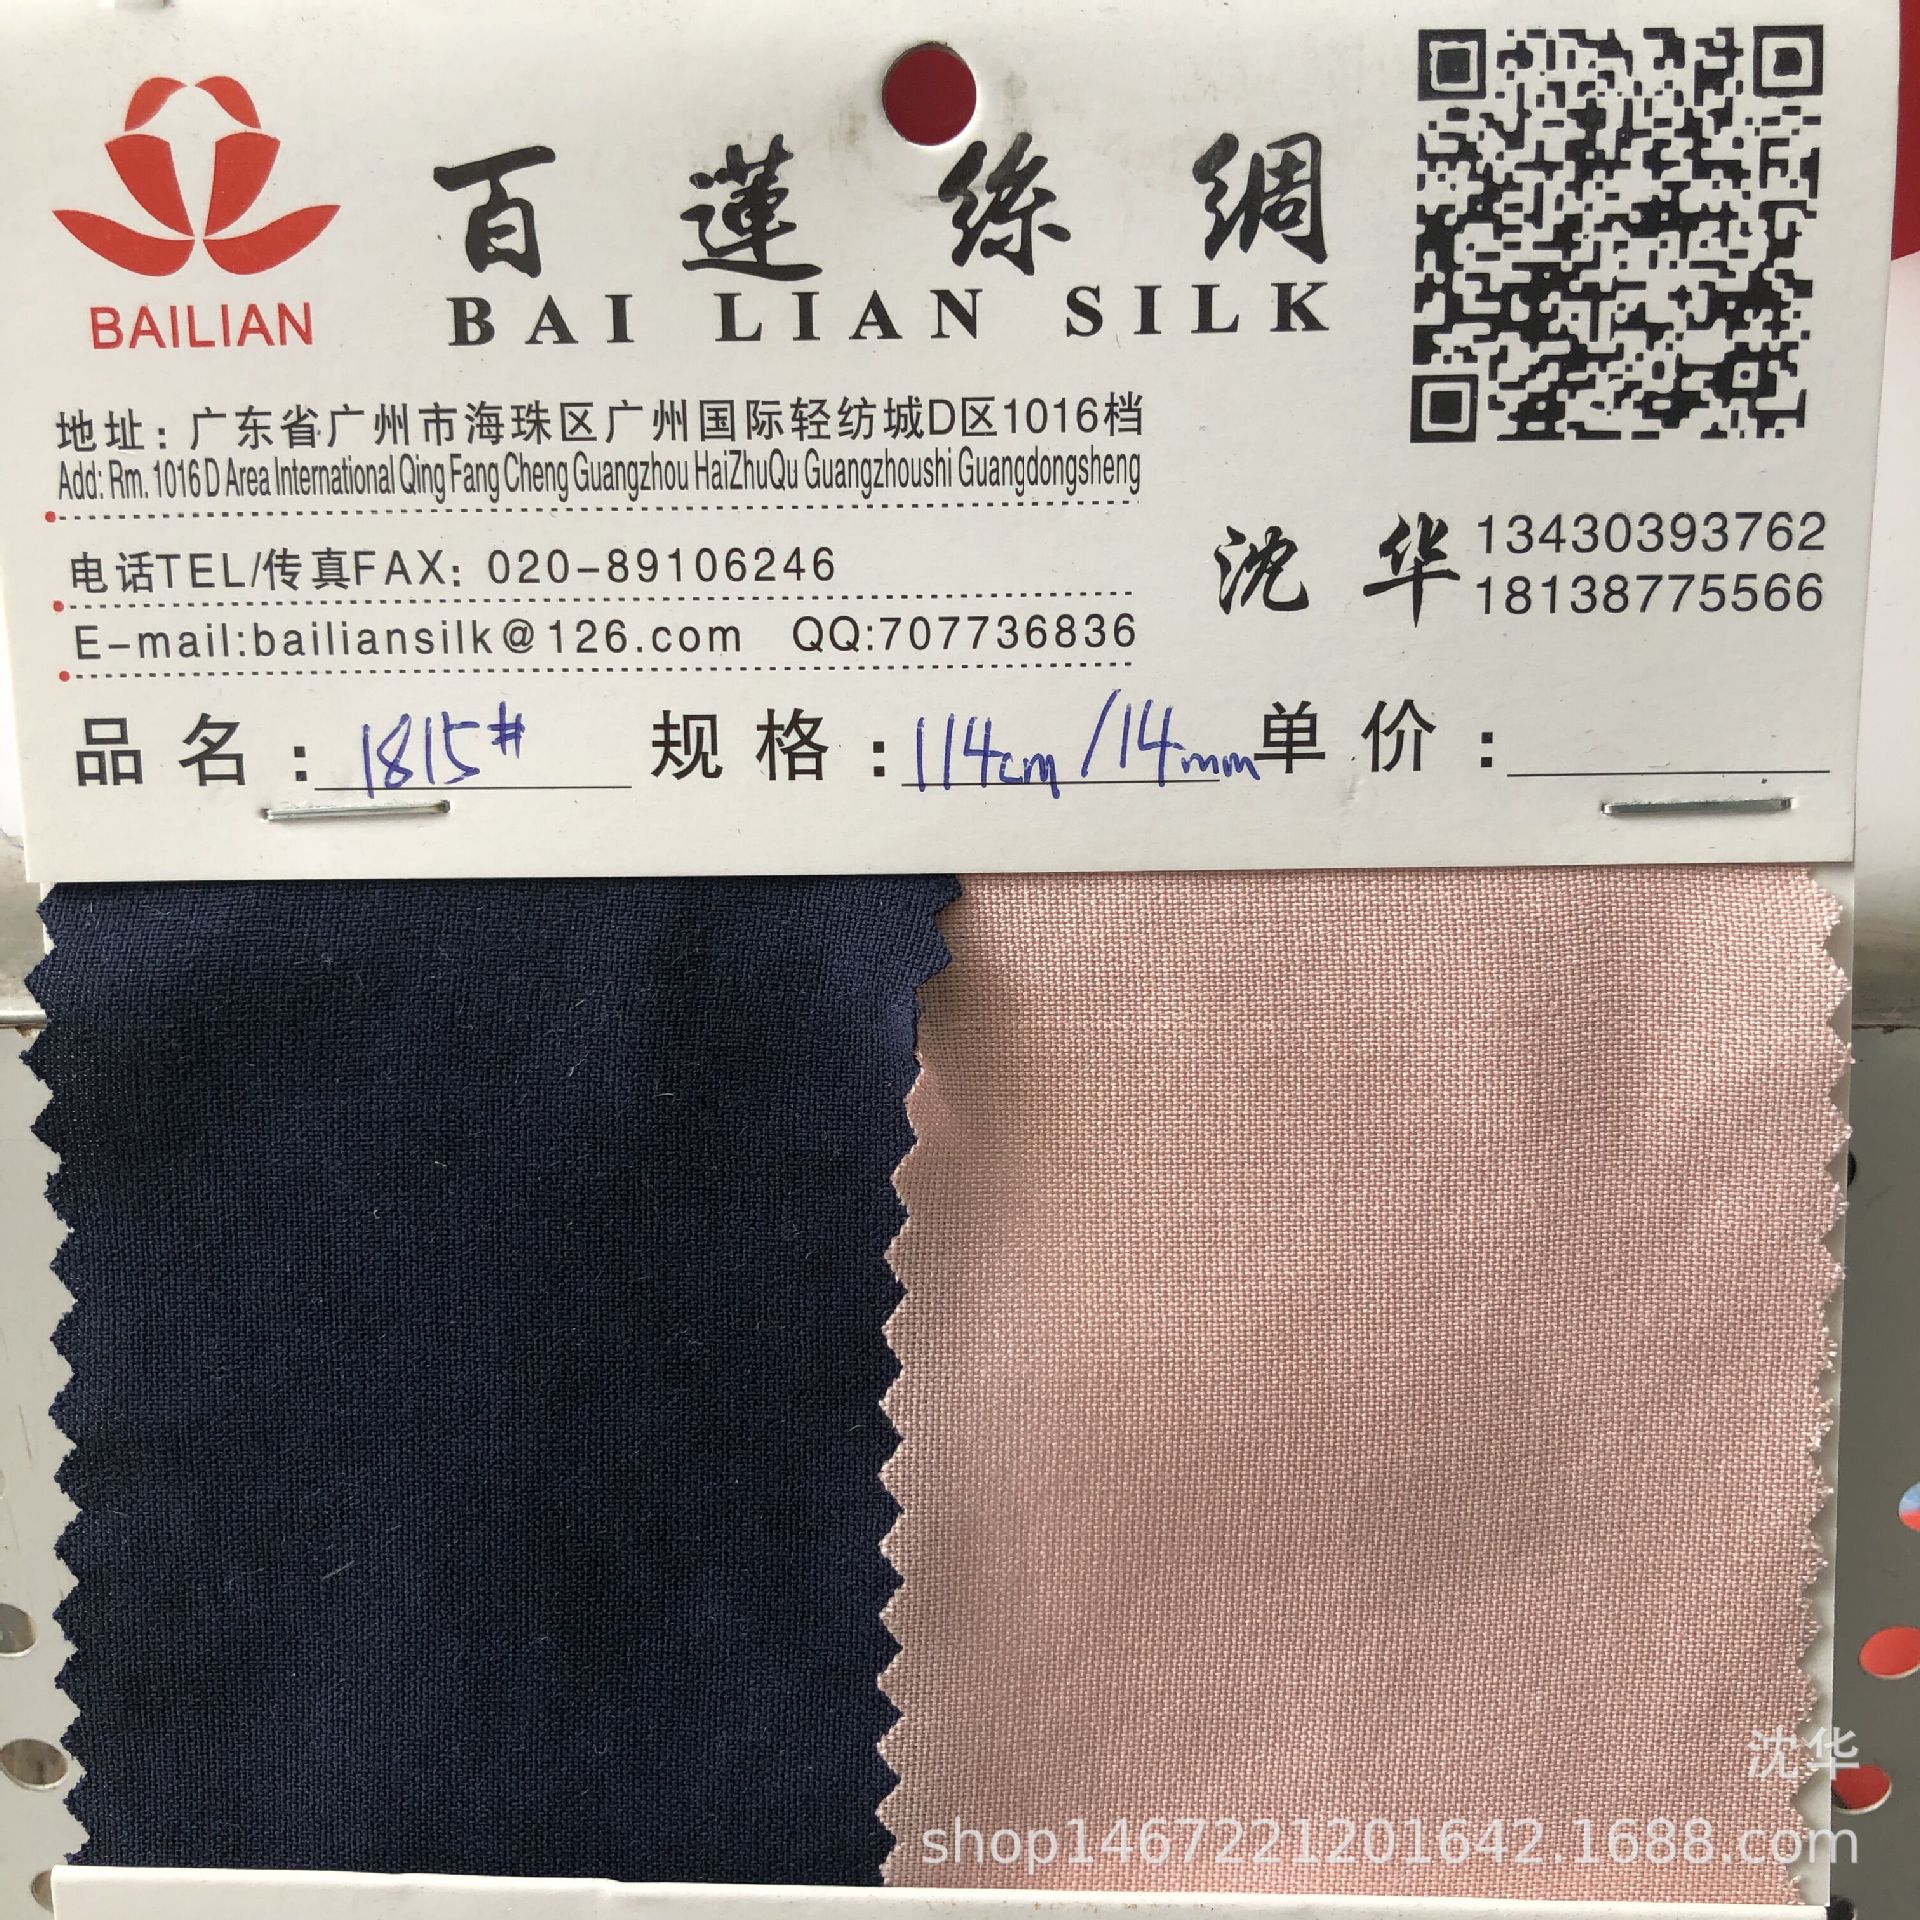 百蓮絲綢
BAILIAN
BAI LIAN SILK
地址：广东省广州市海珠区广州国际轻纺城D区1016档
Add: Rm. 1016 D Area International Qing Fang Cheng Guangzhou HaiZhuQu Guangzhoushi Guangdongsheng
沈华 13430393762
18138775566
电话TEL/传真FAX: 020-89106246
E-mail:bailiansilk@126.com QQ:707736836
品名：1815# 规格：114cm/14mm 单价：
沈华
shop1467221201642.1688.com